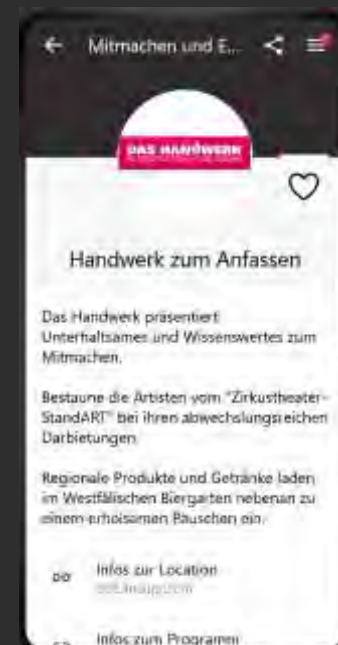 Mitmachen und E...
DAS HANDWERK
Handwerk zum Anfassen
Das Handwerk präsentiert
Unterhaltsames und Wissenswertes zum
Mitmachen.
Bestaune die Artisten vom "Zirkustheater-
StandART" bei ihren abwechslungsreichen
Darbietungen.
Regionale Produkte und Getränke laden
im Westfälischen Biergarten nebenan zu
einem erholsamen Päuschen ein.
Infos zur Location
Infos zum Programm